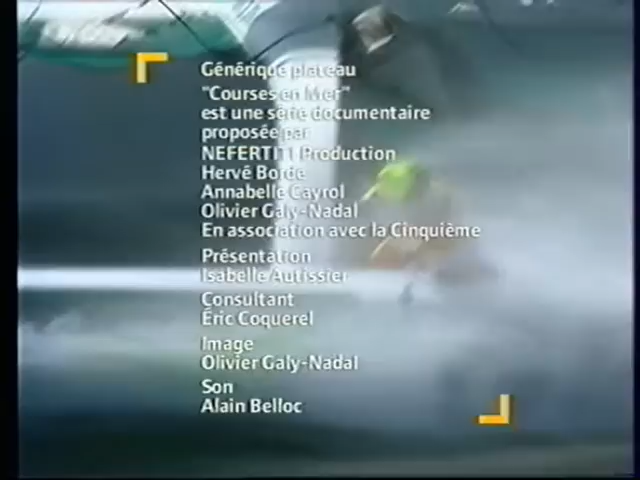 Générique plateau
"Courses en Mer"
est une série documentaire
proposée par
NEFERTITI Production
Hervé Borde
Annabelle Cayrol
Olivier Galy-Nadal
En association avec la Cinquième
Présentation
Isabelle Autissier
Consultant
Éric Coquerel
Image
Olivier Galy-Nadal
Son
Alain Belloc